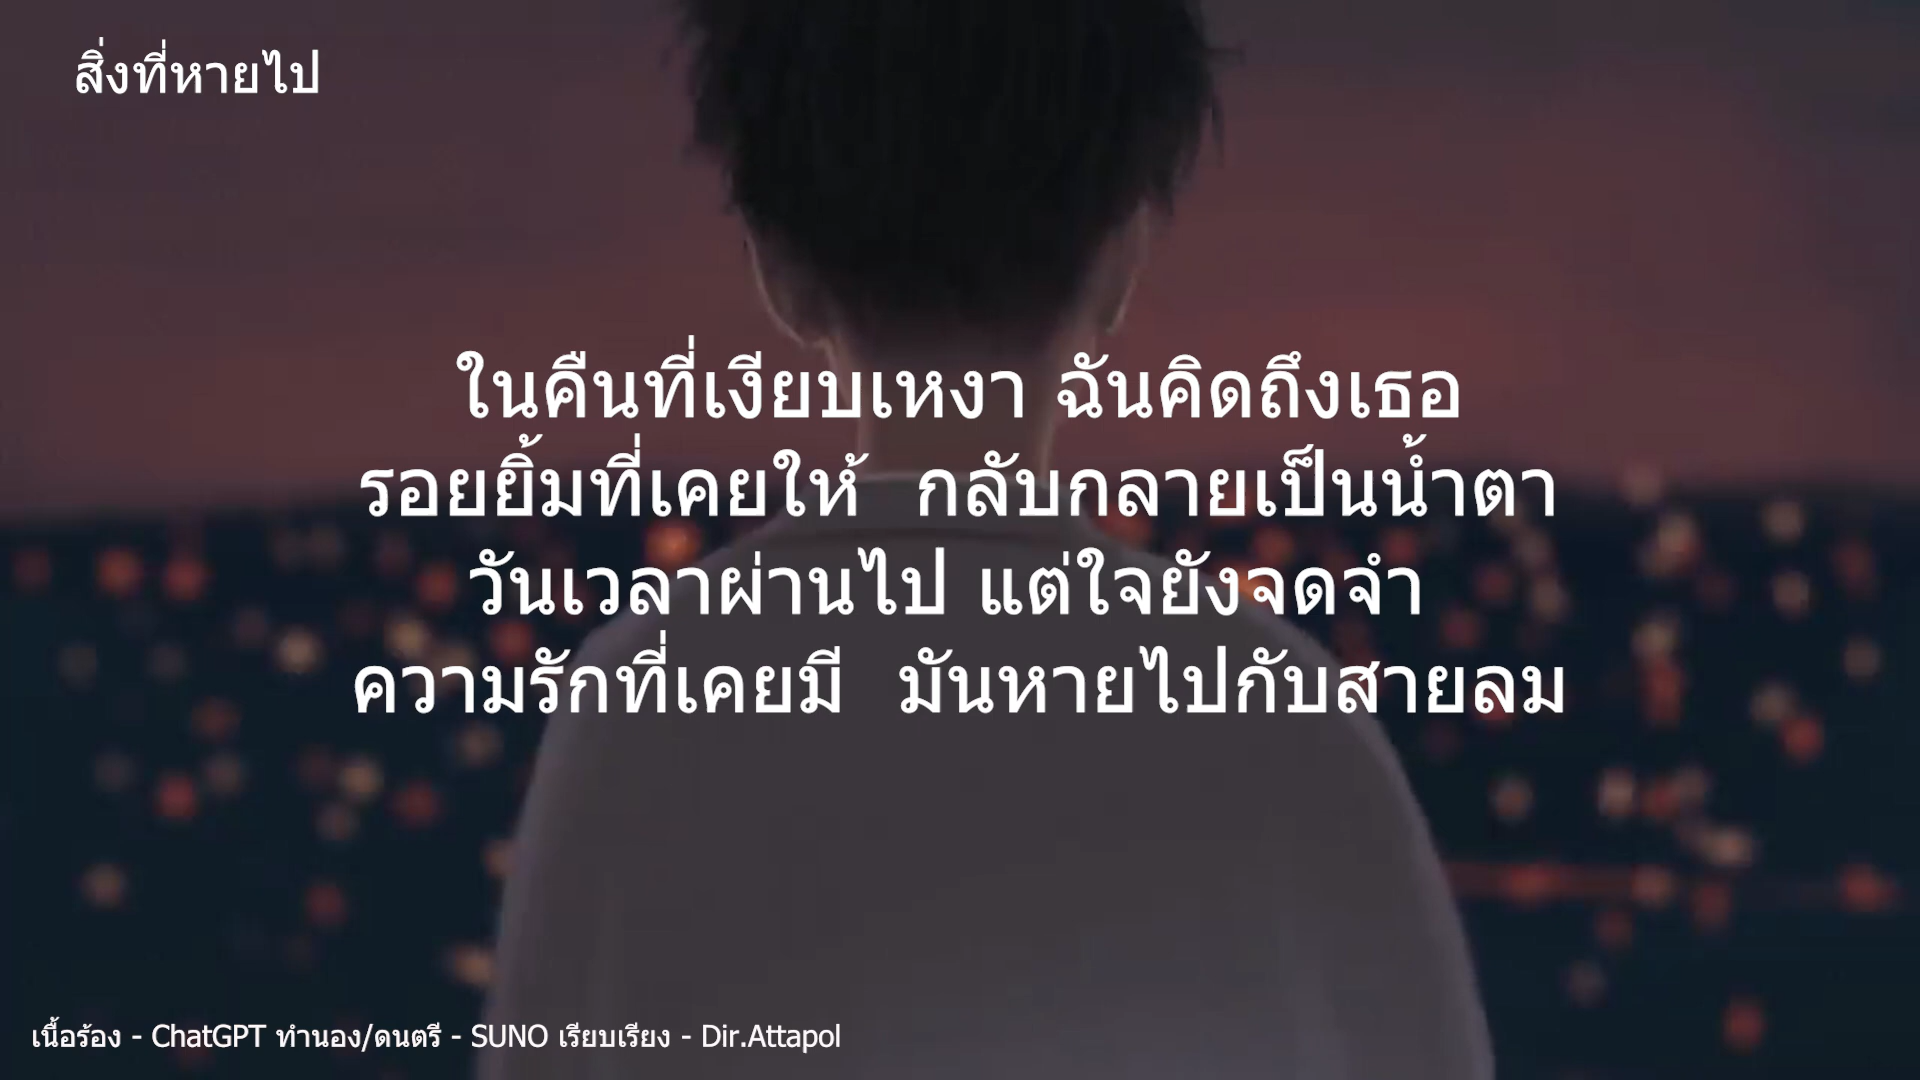 สิ่งที่หายไป
ในคืนที่เงียบเหงา ฉันคิดถึงเธอ
รอยยิ้มที่เคยให้  กลับกลายเป็นน้ำตา
วันเวลาผ่านไป แต่ใจยังจดจำ
ความรักที่เคยมี  มันหายไปกับสายลม
เนื้อร้อง - ChatGPT ทำนอง/ดนตรี - SUNO เรียบเรียง - Dir.Attapol